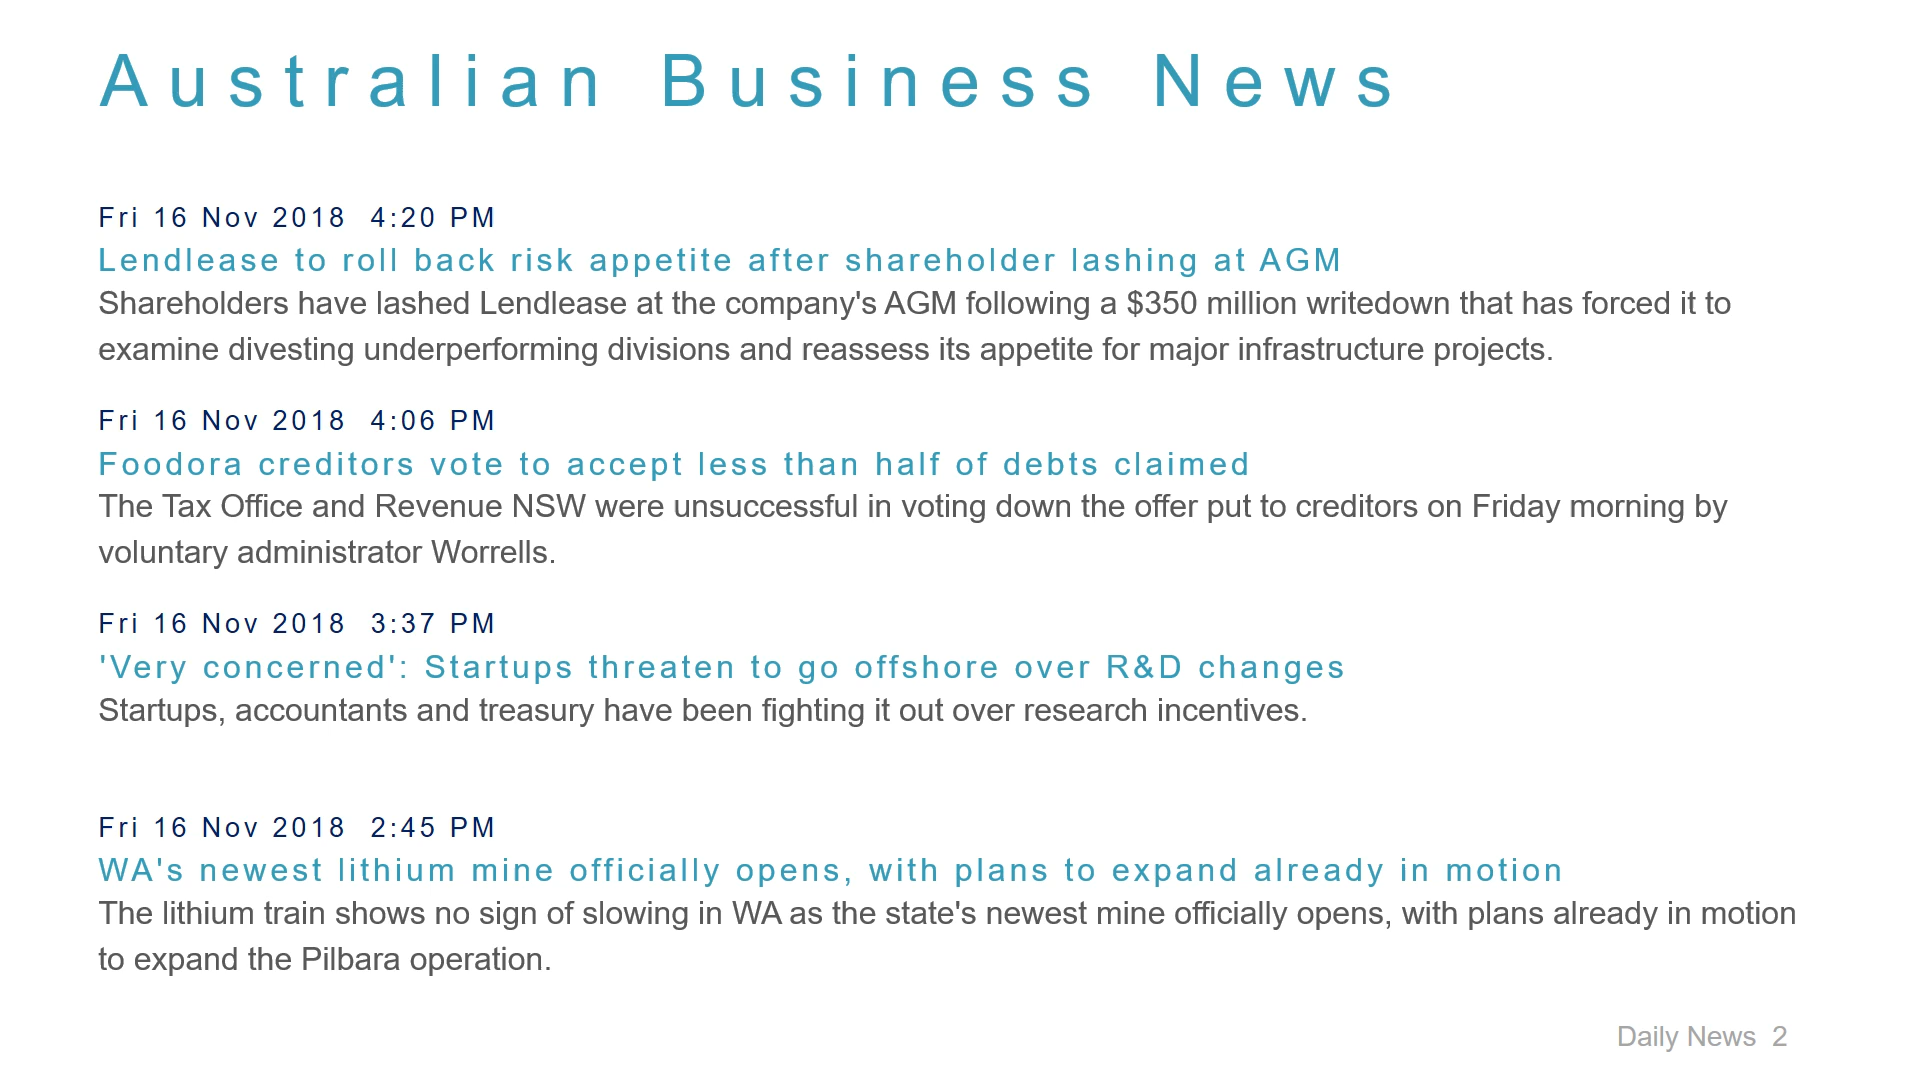 Australian Business News
Fri 16 Nov 2018  4:20 PM
Lendlease to roll back risk appetite after shareholder lashing at AGM
Shareholders have lashed Lendlease at the company's AGM following a $350 million writedown that has forced it to
examine divesting underperforming divisions and reassess its appetite for major infrastructure projects.
Fri 16 Nov 2018  4:06 PM
Foodora creditors vote to accept less than half of debts claimed
The Tax Office and Revenue NSW were unsuccessful in voting down the offer put to creditors on Friday morning by
voluntary administrator Worrells.
Fri 16 Nov 2018  3:37 PM
'Very concerned': Startups threaten to go offshore over R&D changes
Startups, accountants and treasury have been fighting it out over research incentives.
Fri 16 Nov 2018  2:45 PM
WA's newest lithium mine officially opens, with plans to expand already in motion
The lithium train shows no sign of slowing in WA as the state's newest mine officially opens, with plans already in motion
to expand the Pilbara operation.
Daily News  2